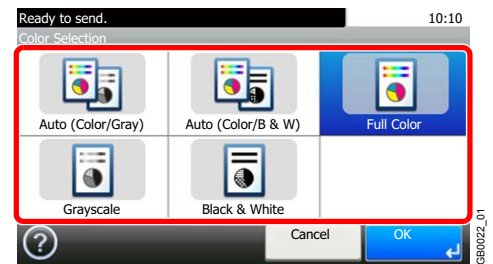 Ready to send. 10:10
Color Selection
Auto (Color/Gray) Auto (Color/B & W) Full Color
Grayscale Black & White
? Cancel OK
GB0022_01